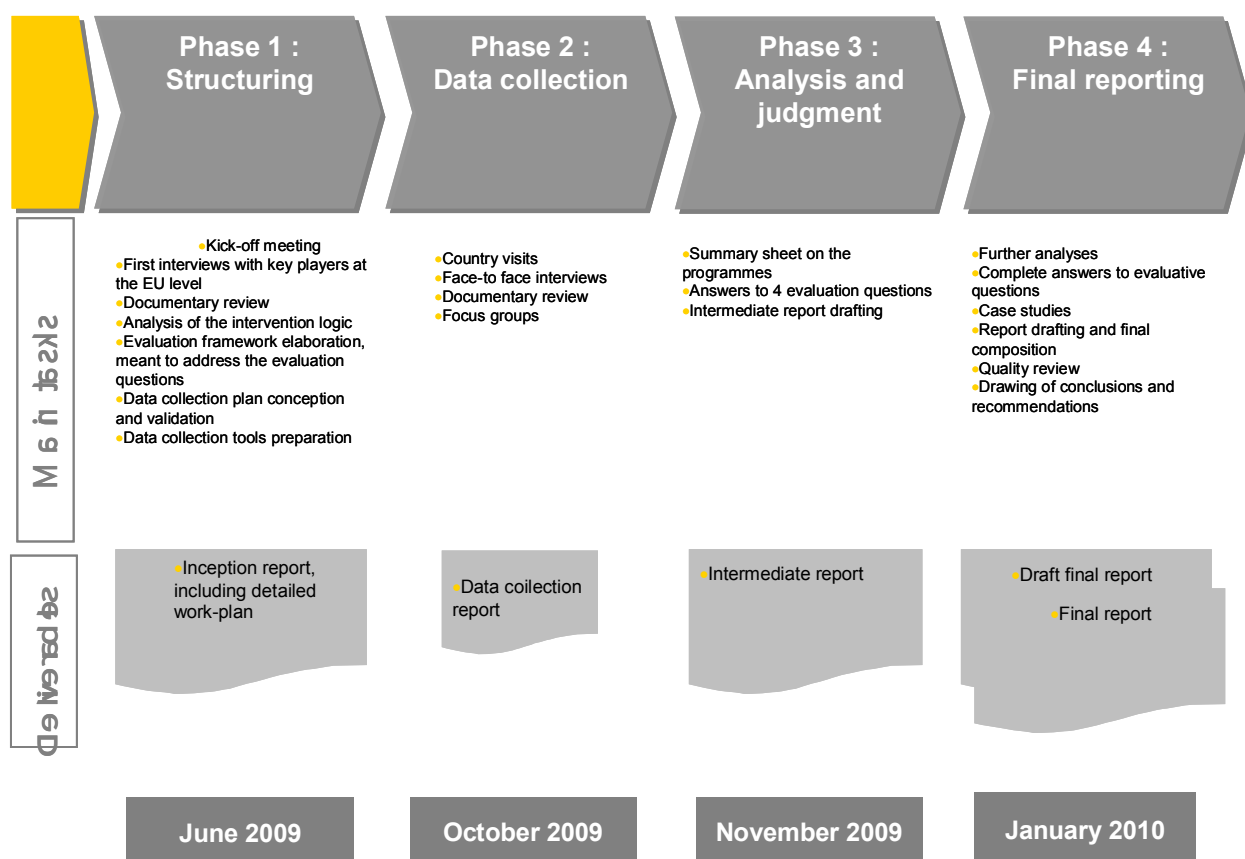 Phase 1 :
Structuring
Phase 2 :
Data collection
Phase 3 :
Analysis and
judgment
Phase 4 :
Final reporting
Main tasks
•Kick-off meeting
•First interviews with key players at
the EU level
•Documentary review
•Analysis of the intervention logic
•Evaluation framework elaboration,
meant to address the evaluation
questions
•Data collection plan conception
and validation
•Data collection tools preparation
•Country visits
•Face-to face interviews
•Documentary review
•Focus groups
•Summary sheet on the
programmes
•Answers to 4 evaluation questions
•Intermediate report drafting
•Further analyses
•Complete answers to evaluative
questions
•Case studies
•Report drafting and final
composition
•Quality review
•Drawing of conclusions and
recommendations
Deliverables
•Inception report,
including detailed
work-plan
•Data collection
report
•Intermediate report
•Draft final report
•Final report
June 2009
October 2009
November 2009
January 2010